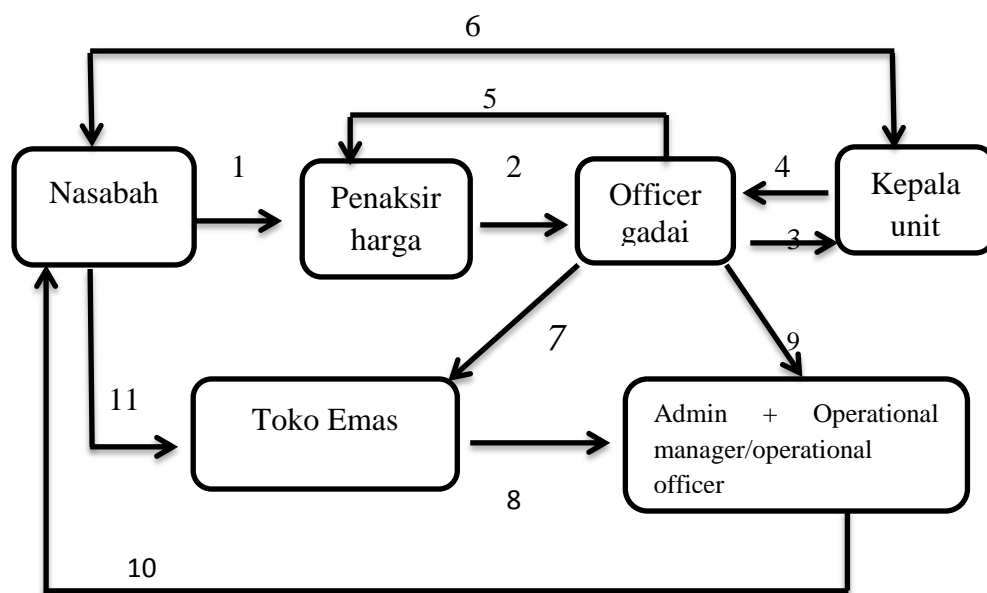 6
5
1
2
4
3
Nasabah
Penaksir
harga
Officer
gadai
Kepala
unit
7
9
11
Toko Emas
Admin + Operational
manager/operational
officer
8
10